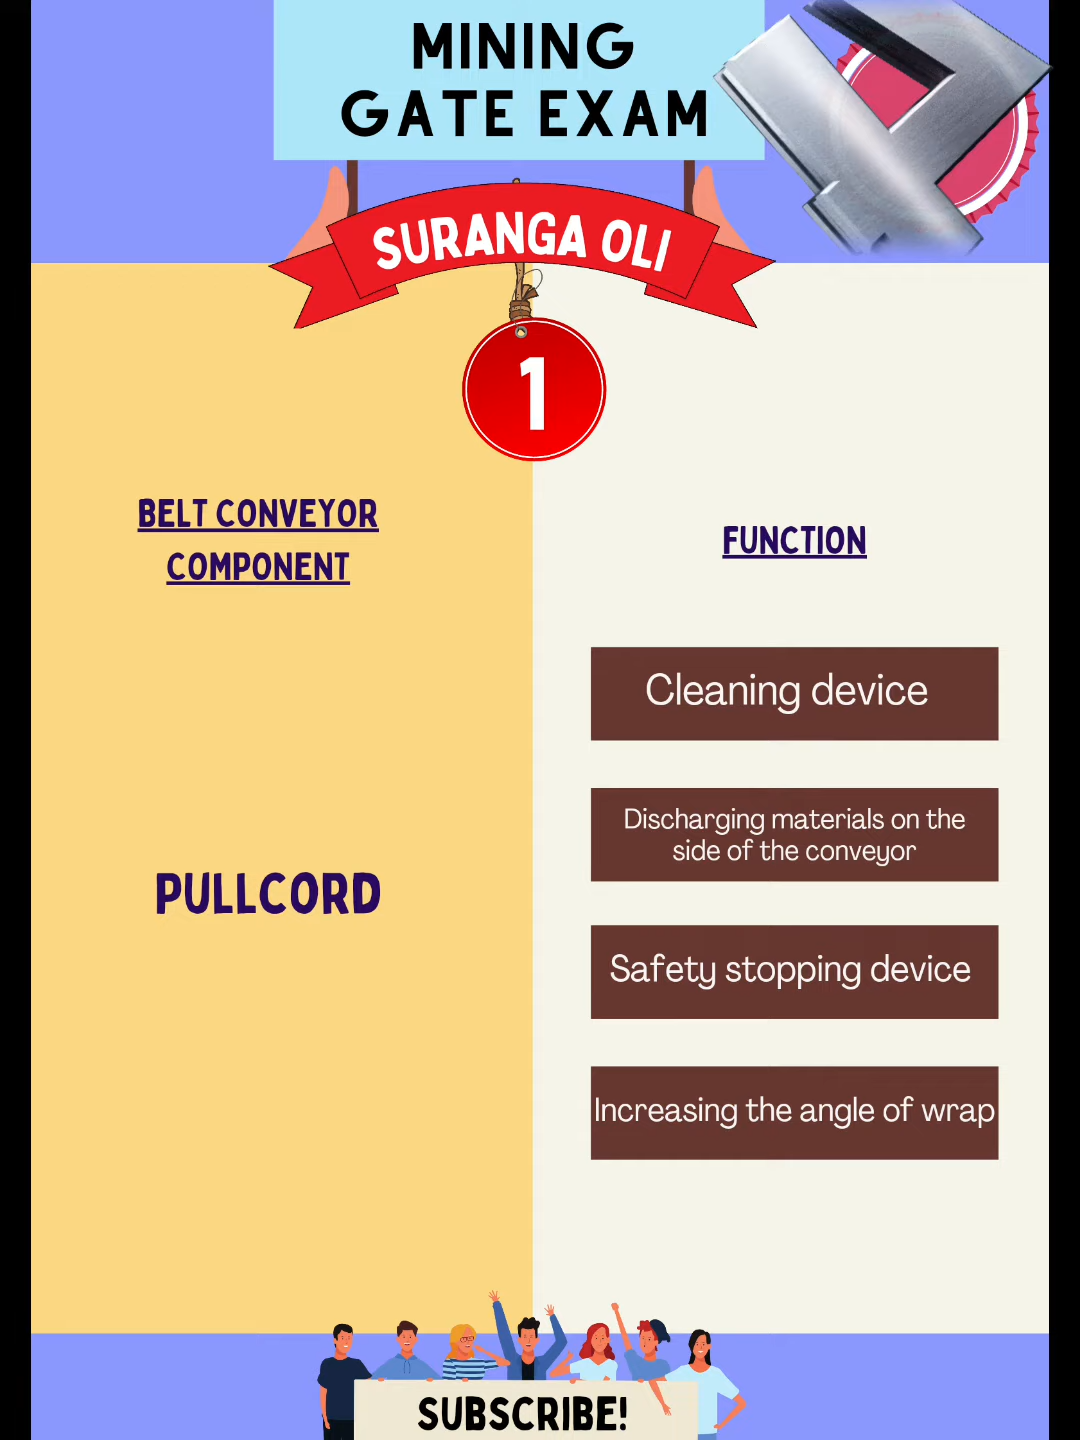 MINING
GATE EXAM
SURANGA OLI
1
BELT CONVEYOR
COMPONENT
FUNCTION
Cleaning device
Discharging materials on the
side of the conveyor
PULLCORD
Safety stopping device
Increasing the angle of wrap
SUBSCRIBE!